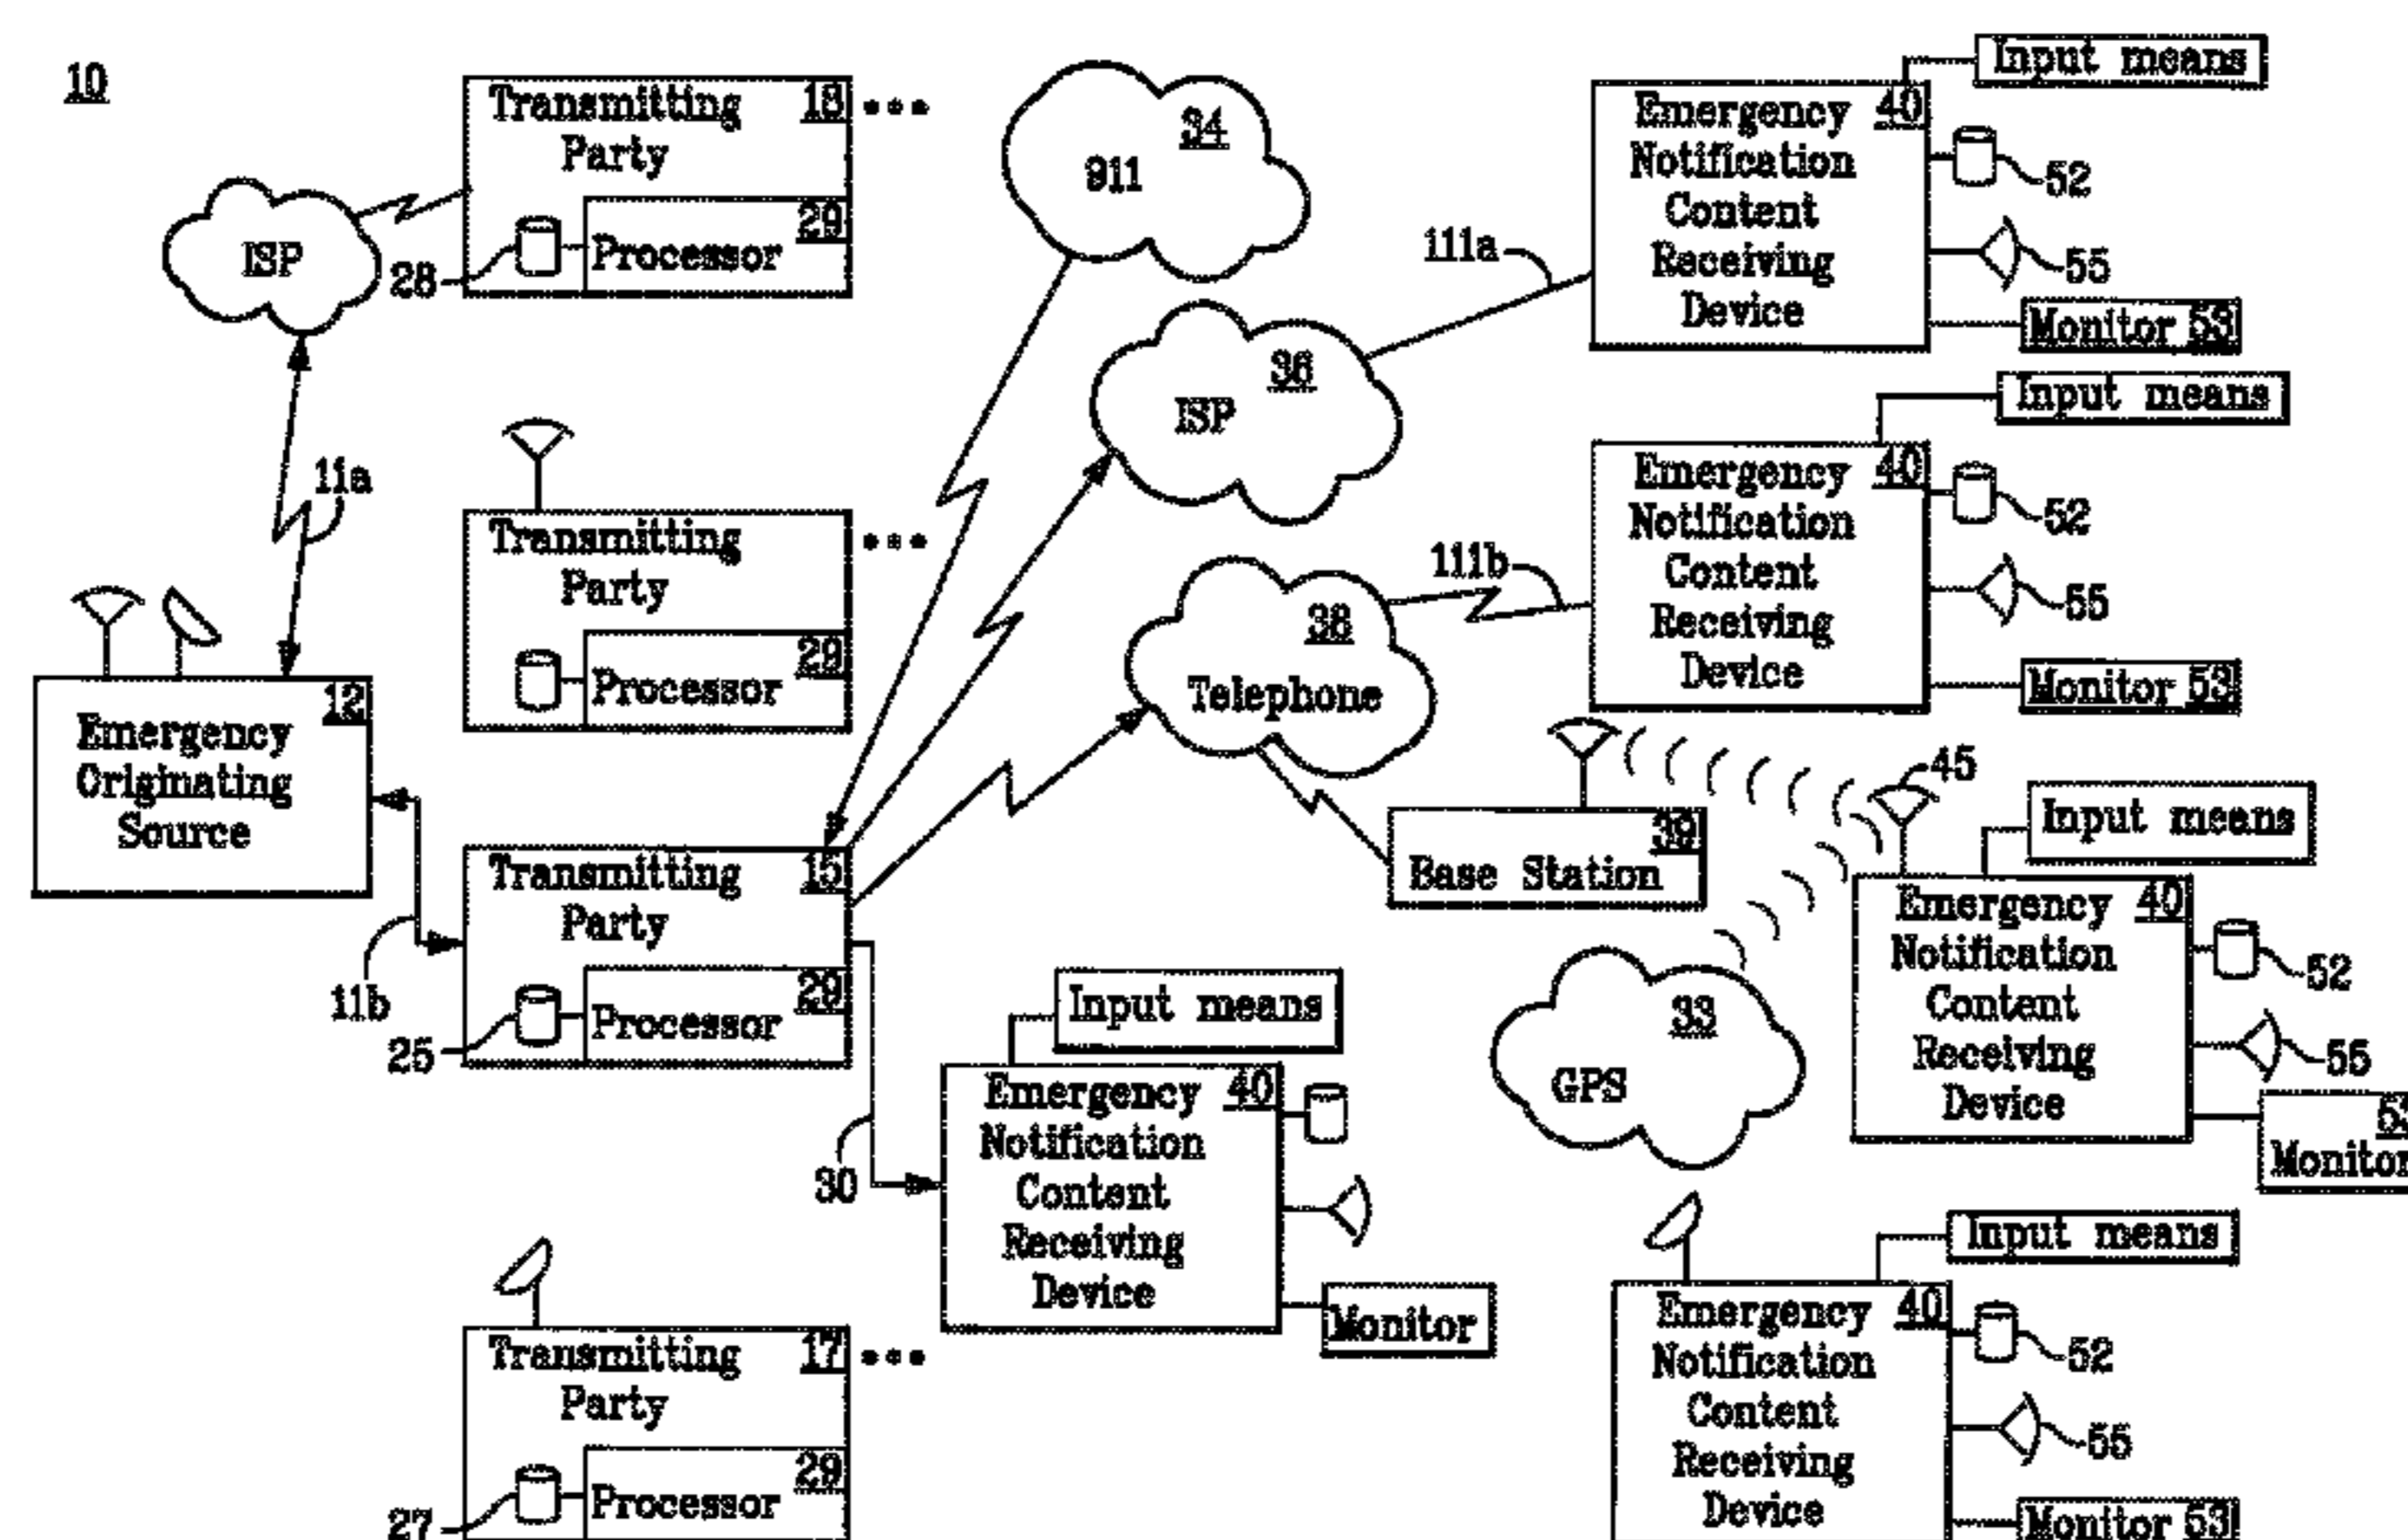 10
Transmitting 18
Party
Processor 29
28
ISP
11a
Transmitting
Party
Processor 29
12
Emergency
Originating
Source
11b
Transmitting 15
Party
Processor 29
25
30
Transmitting 17
Party
Processor 29
27
34
911
36
ISP
111a
38
Telephone
111b
39
Base Station
33
GPS
45
Input means
Emergency 40
Notification
Content
Receiving
Device
52
55
Monitor 53
Input means
Emergency 40
Notification
Content
Receiving
Device
52
55
Monitor 53
Input means
Emergency 40
Notification
Content
Receiving
Device
52
55
Monitor
Input means
Emergency 40
Notification
Content
Receiving
Device
Monitor
Input means
Emergency 40
Notification
Content
Receiving
Device
52
55
Monitor 53